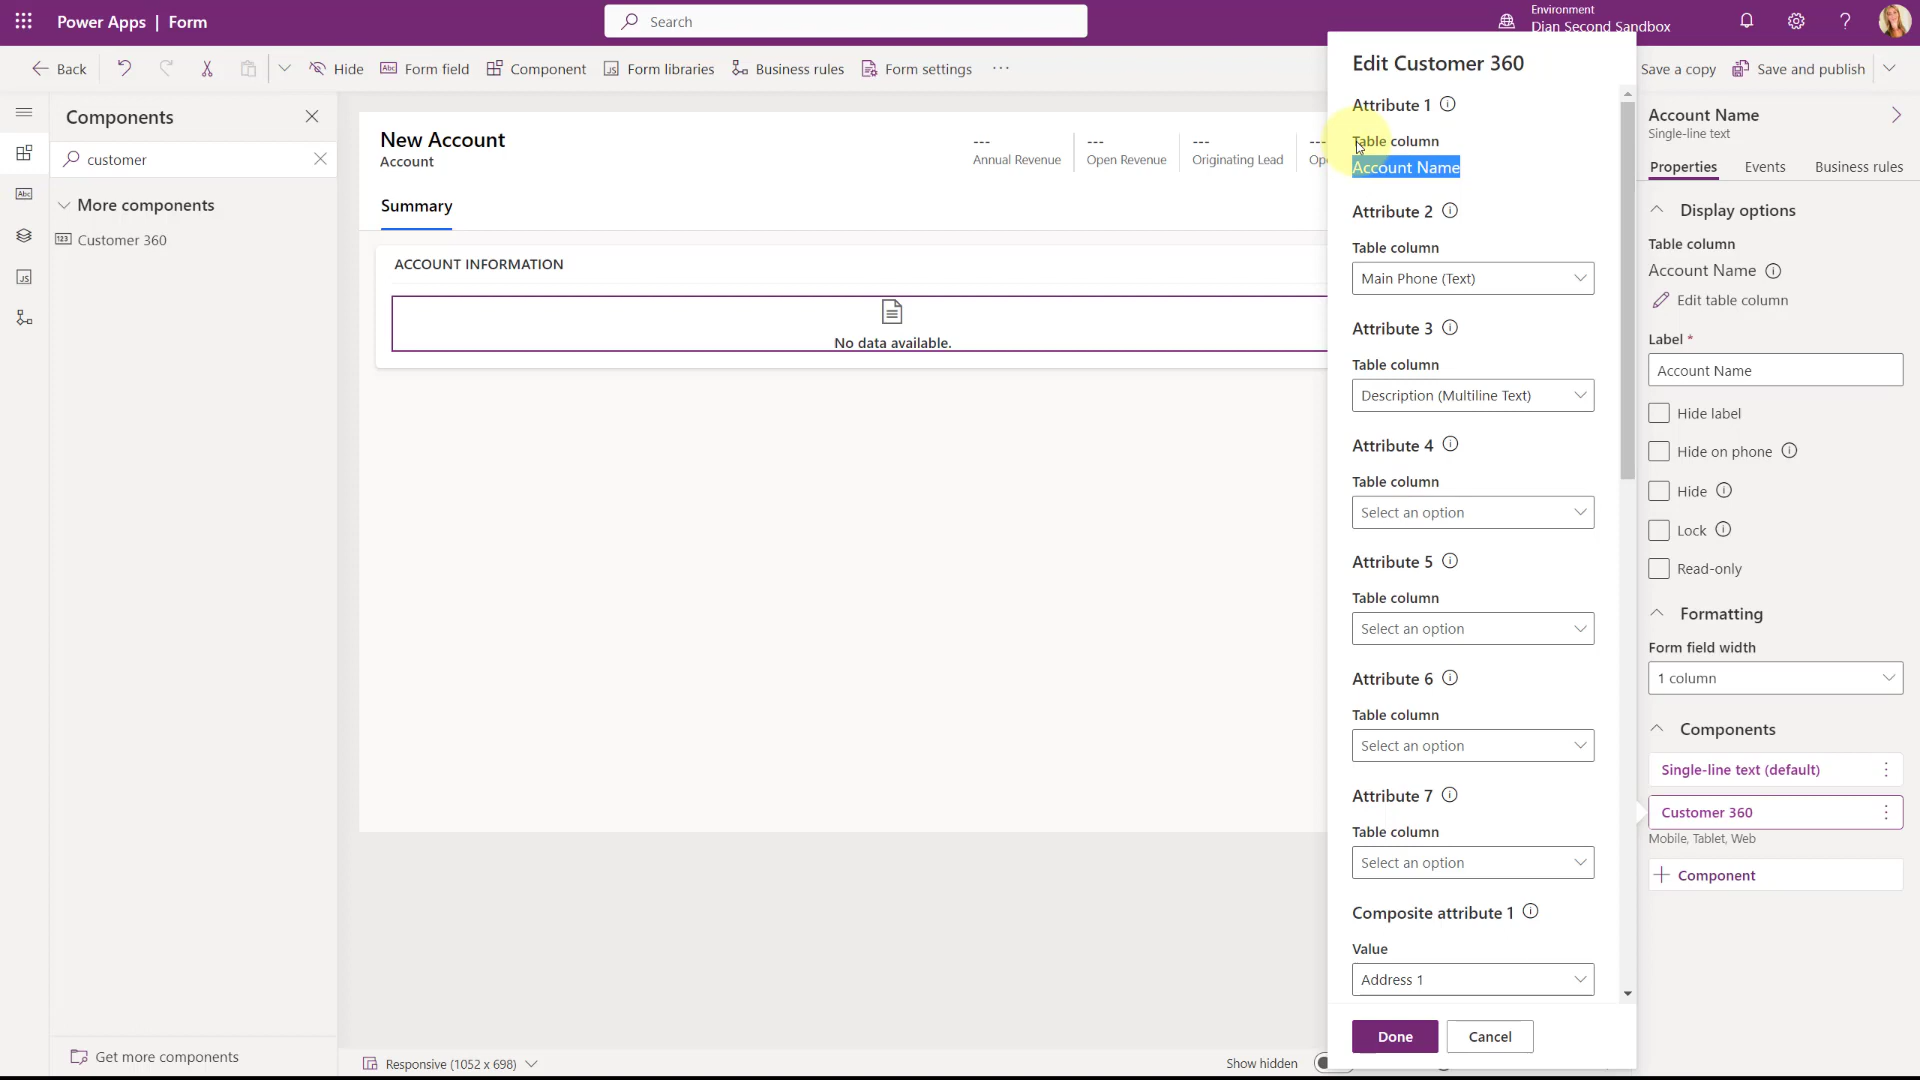 Power Apps | Form
Search
Environment
Dian Second Sandbox
Back
Hide
Form field
Component
Form libraries
Business rules
Form settings
Save a copy
Save and publish
Components
customer
More components
Customer 360
Get more components
New Account
Account
---
Annual Revenue
---
Open Revenue
---
Originating Lead
---
Summary
ACCOUNT INFORMATION
No data available.
Responsive (1052 x 698)
Show hidden
Edit Customer 360
Attribute 1
Table column
Account Name
Attribute 2
Table column
Main Phone (Text)
Attribute 3
Table column
Description (Multiline Text)
Attribute 4
Table column
Select an option
Attribute 5
Table column
Select an option
Attribute 6
Table column
Select an option
Attribute 7
Table column
Select an option
Composite attribute 1
Value
Address 1
Done
Cancel
Account Name
Single-line text
Properties
Events
Business rules
Display options
Table column
Account Name
Edit table column
Label *
Account Name
Hide label
Hide on phone
Hide
Lock
Read-only
Formatting
Form field width
1 column
Components
Single-line text (default)
Customer 360
Mobile, Tablet, Web
Component